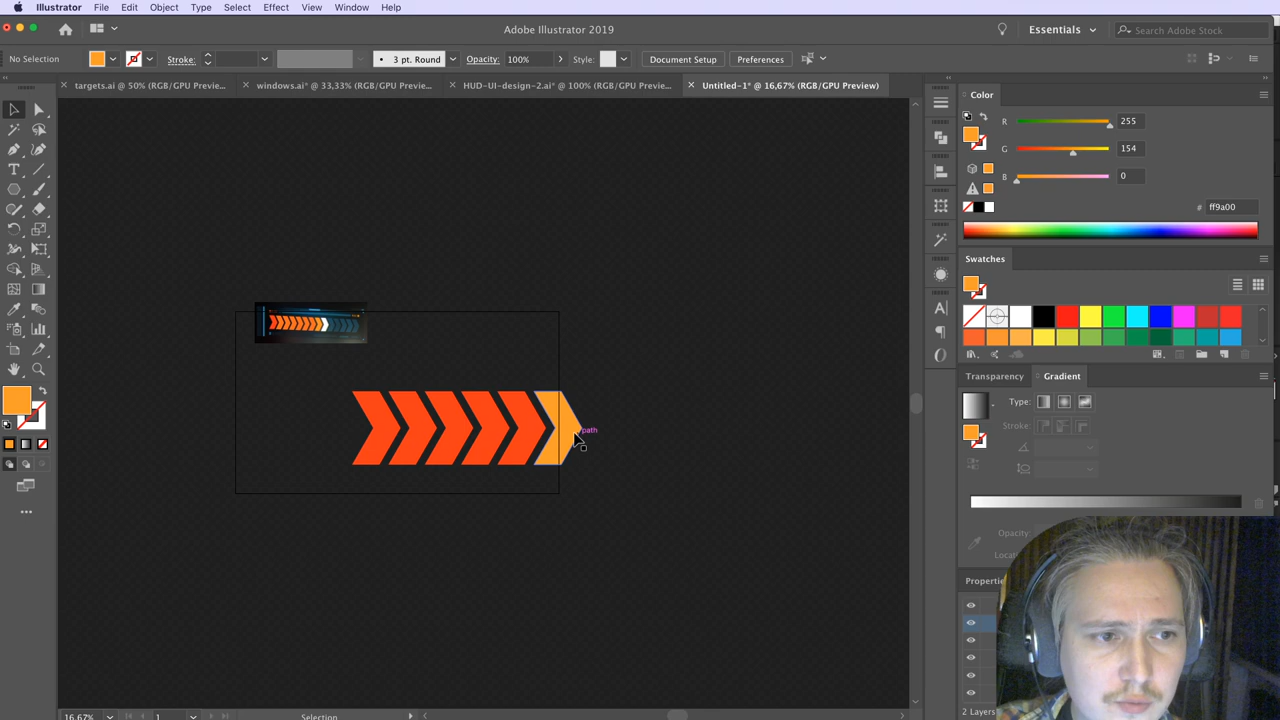 Illustrator File Edit Object Type Select Effect View Window Help
Adobe Illustrator 2019
Essentials
Search Adobe Stock
No Selection
Stroke:
3 pt. Round
Opacity: 100%
Style:
Document Setup
Preferences
targets.ai @ 50% (RGB/GPU Previe...
windows.ai* @ 33,33% (RGB/GPU Previe...
HUD-UI-design-2.ai* @ 100% (RGB/GPU Previe...
Untitled-1* @ 16,67% (RGB/GPU Preview)
Color
R 255
G 154
B 0
# ff9a00
Swatches
Transparency
Gradient
Type:
Stroke:
Opacity:
Locat
Properti
path
2 Layers
16,67%
1
Selection